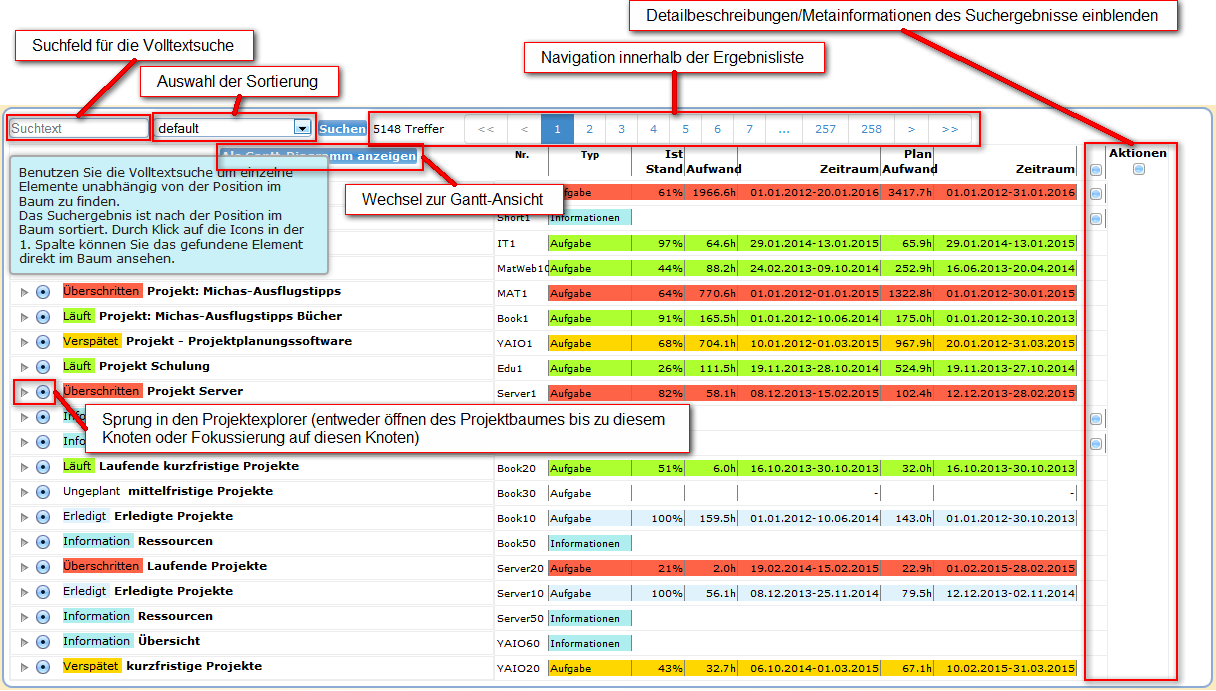 Detailbeschreibungen/Metainformationen des Suchergebnisse einblenden
Suchfeld für die Volltextsuche
Navigation innerhalb der Ergebnisliste
Auswahl der Sortierung
Suchtext default Suchen 5148 Treffer << < 1 2 3 4 5 6 7 ... 257 258 > >>
Als Gantt-Diagramm anzeigen
Nr. Typ Ist Stand Aufwand Zeitraum Plan Aufwand Zeitraum Aktionen
Benutzen Sie die Volltextsuche um einzelne
Elemente unabhängig von der Position im
Baum zu finden.
Das Suchergebnis ist nach der Position im
Baum sortiert. Durch Klick auf die Icons in der
1. Spalte können Sie das gefundene Element
direkt im Baum ansehen.
Wechsel zur Gantt-Ansicht
61% 1966.6h 01.01.2012-20.01.2016 3417.7h 01.01.2012-31.01.2016
Short1 Informationen
IT1 Aufgabe 97% 64.6h 29.01.2014-13.01.2015 65.9h 29.01.2014-13.01.2015
MatWeb10 Aufgabe 44% 88.2h 24.02.2013-09.10.2014 252.9h 16.06.2013-20.04.2014
Überschritten Projekt: Michas-Ausflugstipps MAT1 Aufgabe 64% 770.6h 01.01.2012-01.01.2015 1322.8h 01.01.2012-30.01.2015
Läuft Projekt: Michas-Ausflugstipps Bücher Book1 Aufgabe 91% 165.5h 01.01.2012-10.06.2014 175.0h 01.01.2012-30.10.2013
Verspätet Projekt - Projektplanungssoftware YAIO1 Aufgabe 68% 704.1h 10.01.2012-01.03.2015 967.9h 20.01.2012-31.03.2015
Läuft Projekt Schulung Edu1 Aufgabe 26% 111.5h 19.11.2013-28.10.2014 524.9h 19.11.2013-27.10.2014
Überschritten Projekt Server Server1 Aufgabe 82% 58.1h 08.12.2013-15.02.2015 102.4h 12.12.2013-28.02.2015
Sprung in den Projektexplorer (entweder öffnen des Projektbaumes bis zu diesem
Knoten oder Fokussierung auf diesen Knoten)
Läuft Laufende kurzfristige Projekte Book20 Aufgabe 51% 6.0h 16.10.2013-30.10.2013 32.0h 16.10.2013-30.10.2013
Ungeplant mittelfristige Projekte Book30 Aufgabe - -
Erledigt Erledigte Projekte Book10 Aufgabe 100% 159.5h 01.01.2012-10.06.2014 143.0h 01.01.2012-30.10.2013
Information Ressourcen Book50 Informationen
Überschritten Laufende Projekte Server20 Aufgabe 21% 2.0h 19.02.2014-15.02.2015 22.9h 01.02.2015-28.02.2015
Erledigt Erledigte Projekte Server10 Aufgabe 100% 56.1h 08.12.2013-25.11.2014 79.5h 12.12.2013-02.11.2014
Information Ressourcen Server50 Informationen
Information Übersicht YAIO60 Informationen
Verspätet kurzfristige Projekte YAIO20 Aufgabe 43% 32.7h 06.10.2014-01.03.2015 67.1h 10.02.2015-31.03.2015